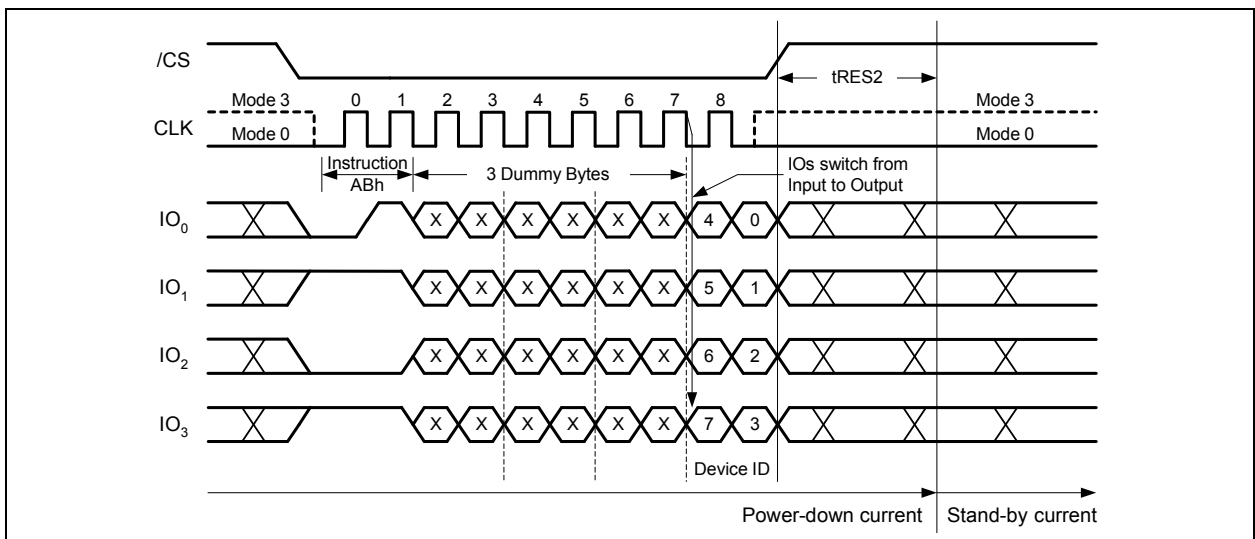 /CS
tRES2
Mode 3 0 1 2 3 4 5 6 7 8 Mode 3
CLK
Mode 0 Mode 0
Instruction
ABh
3 Dummy Bytes
IOs switch from
Input to Output
IO0 X X X X X X 4 0
IO1 X X X X X X 5 1
IO2 X X X X X X 6 2
IO3 X X X X X X 7 3
Device ID
Power-down current Stand-by current